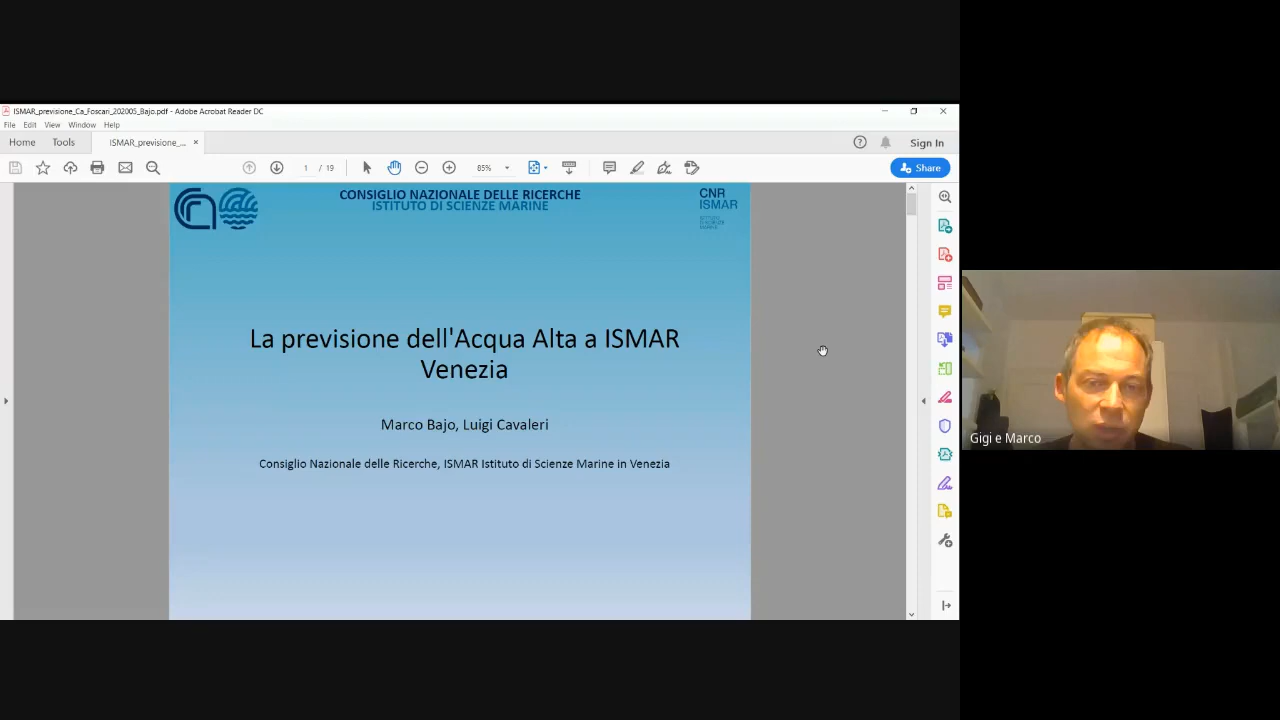 ISMAR_previsione_Ca_Foscari_202005_Bajo.pdf - Adobe Acrobat Reader DC
File Edit View Window Help
Home Tools ISMAR_previsione_... × Sign In
1 / 19 85% Share
CONSIGLIO NAZIONALE DELLE RICERCHE
ISTITUTO DI SCIENZE MARINE
CNR
ISMAR
La previsione dell'Acqua Alta a ISMAR
Venezia
Marco Bajo, Luigi Cavaleri
Consiglio Nazionale delle Ricerche, ISMAR Istituto di Scienze Marine in Venezia
Gigi e Marco